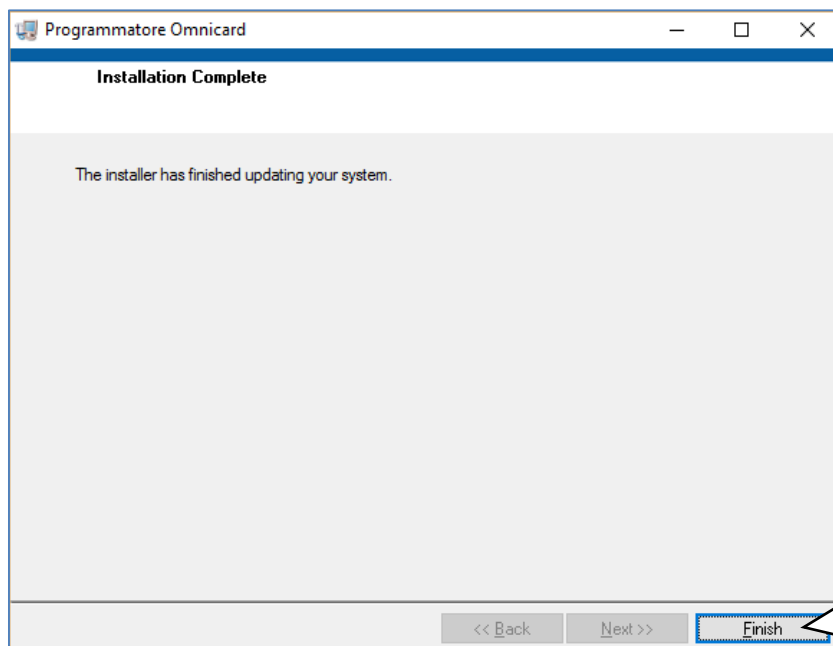 Programmatore Omnicard
Installation Complete
The installer has finished updating your system.
<< Back Next >> Finish